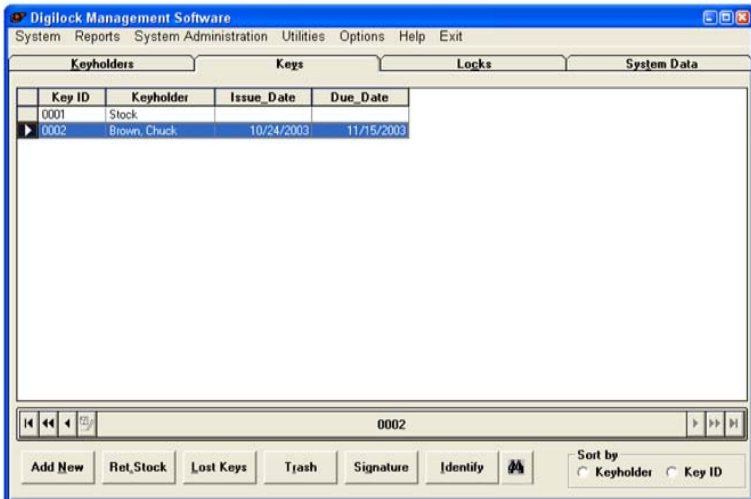 Digilock Management Software
System Reports System Administration Utilities Options Help Exit
Keyholders Keys Locks System Data
Key ID Keyholder Issue_Date Due_Date
0001 Stock
0002 Brown, Chuck 10/24/2003 11/15/2003
0002
Sort by
Add New Ret.Stock Lost Keys Trash Signature Identify Keyholder Key ID